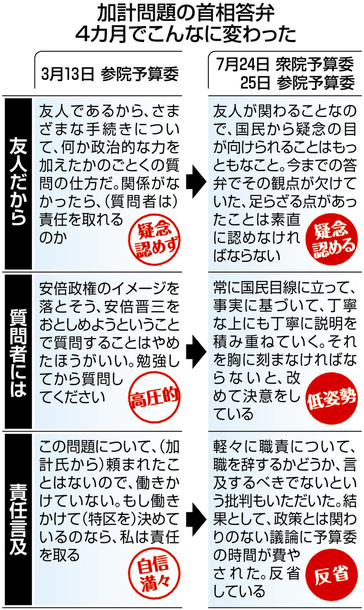 加計問題の首相答弁
4カ月でこんなに変わった
3月13日 参院予算委
7月24日 衆院予算委
25日 参院予算委
友人だから
友人であるから、さま
ざまな手続きについ
て、何か政治的な力を
加えたかのごとくの質
問の仕方だ。関係がな
かったら、(質問者は)
責任を取れる
のか
疑念
認めず
友人が関わることなの
で、国民から疑念の目
が向けられることはもっ
ともなこと。今までの答
弁でその観点が欠けて
いた、足らざる点があ
ったことは素直
に認めなけれ
ばならない
疑念
認める
質問者には
安倍政権のイメージを
落とそう、安倍晋三を
おとしめようということ
で質問することはやめ
たほうがいい。勉強し
てから質問し
てください
高圧的
常に国民目線に立って、
事実に基づいて、丁寧
な上にも丁寧に説明を
積み重ねていく。それ
を胸に刻まなければな
らないと、改
めて決意をし
ている
低姿勢
責任言及
この問題について、(加
計氏から)頼まれたこ
とはないので、働きか
けていない。もし働き
かけて(特区を)決めて
いるのなら、私は責任
を取る
自信
満々
軽々に職責について、
職を辞するかどうか、言
及するべきでないとい
う批判もいただいた。結
果として、政策とは関わ
りのない議論に予算委
の時間が費や
された。反省
している
反省